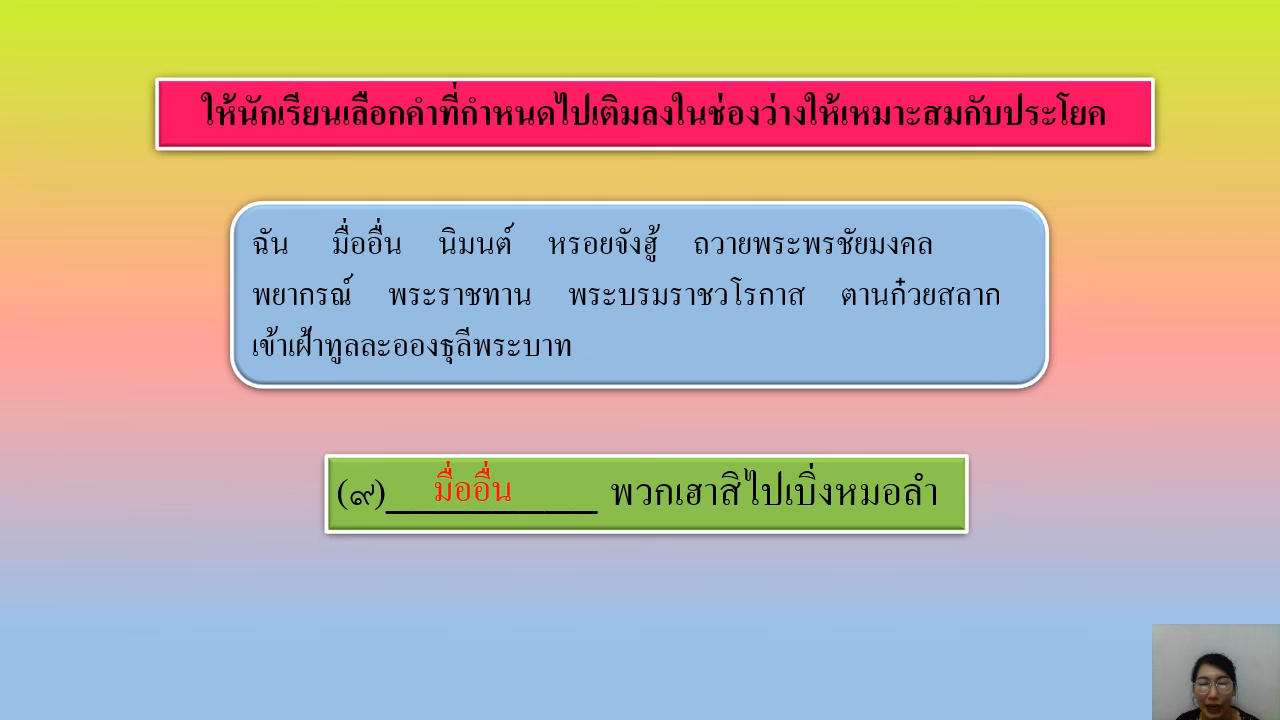 ให้นักเรียนเลือกคำที่กำหนดไปเติมลงในช่องว่างให้เหมาะสมกับประโยค
ฉัน มื่ออื่น นิมนต์ หรอยจังฮู้ ถวายพระพรชัยมงคล
พยากรณ์ พระราชทาน พระบรมราชวโรกาส ตานก๋วยสลาก
เข้าเฝ้าทูลละอองธุลีพระบาท
(๙)__________ มื่ออื่น พวกเฮาสิไปเบิ่งหมอลำ